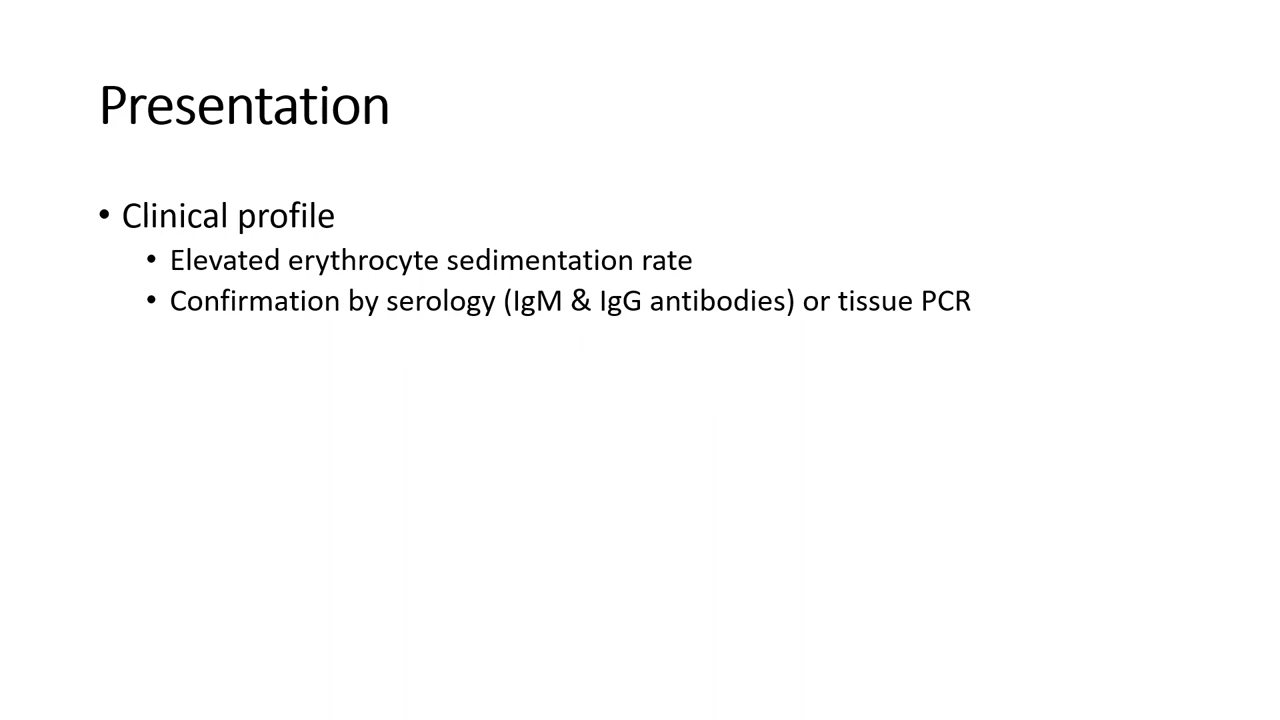 Presentation
• Clinical profile
• Elevated erythrocyte sedimentation rate
• Confirmation by serology (IgM & IgG antibodies) or tissue PCR